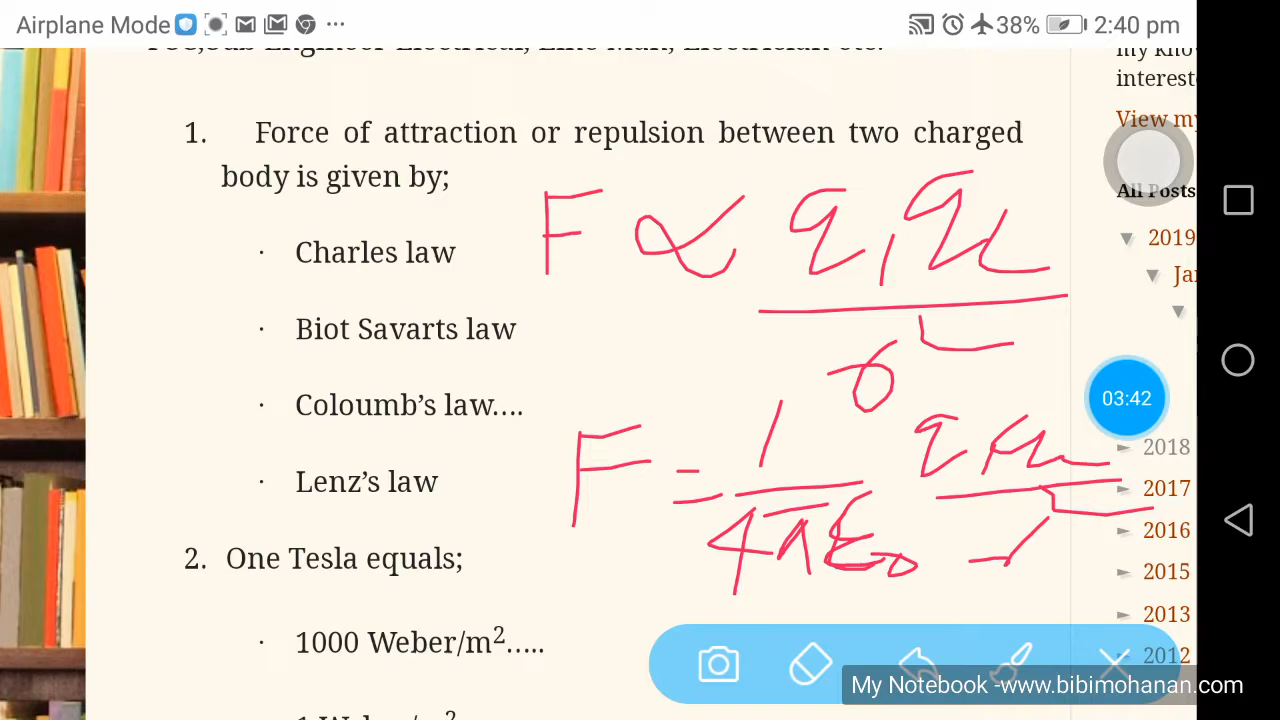 Airplane Mode ... 38% 2:40 pm
my know
interest
View my
All Posts
2019
Jan
1. Force of attraction or repulsion between two charged
body is given by;
· Charles law
· Biot Savarts law
· Coloumb's law....
· Lenz's law
2. One Tesla equals;
· 1000 Weber/m².....
F ∝ q₁q₂
r²
F = 1 q₁q₂
4πε₀ r²
03:42
2018
2017
2016
2015
2013
2012
My Notebook -www.bibimohanan.com